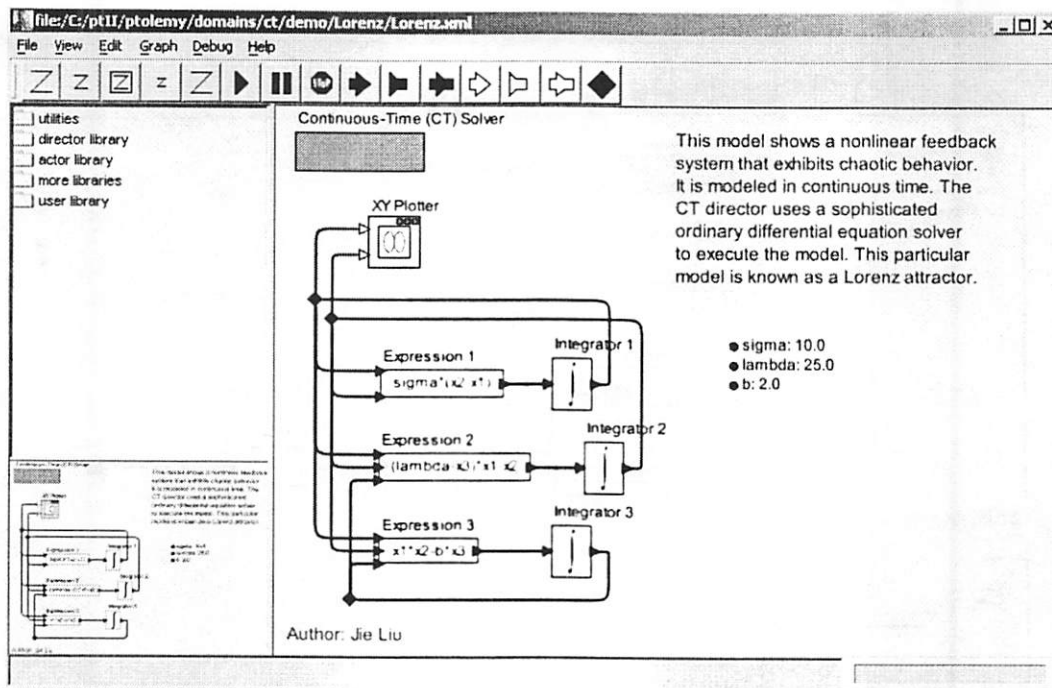 file:/C:/ptII/ptolemy/domains/ct/demo/Lorenz/Lorenz.xml
File View Edit Graph Debug Help
utilities
director library
actor library
more libraries
user library
Continuous-Time (CT) Solver
This model shows a nonlinear feedback
system that exhibits chaotic behavior.
It is modeled in continuous time. The
CT director uses a sophisticated
ordinary differential equation solver
to execute the model. This particular
model is known as a Lorenz attractor.
XY Plotter
sigma: 10.0
lambda: 25.0
b: 2.0
Expression 1
sigma*(x2 x1)
Integrator 1
Expression 2
(lambda x3)*x1 x2
Integrator 2
Expression 3
x1*x2-b*x3
Integrator 3
Author: Jie Liu